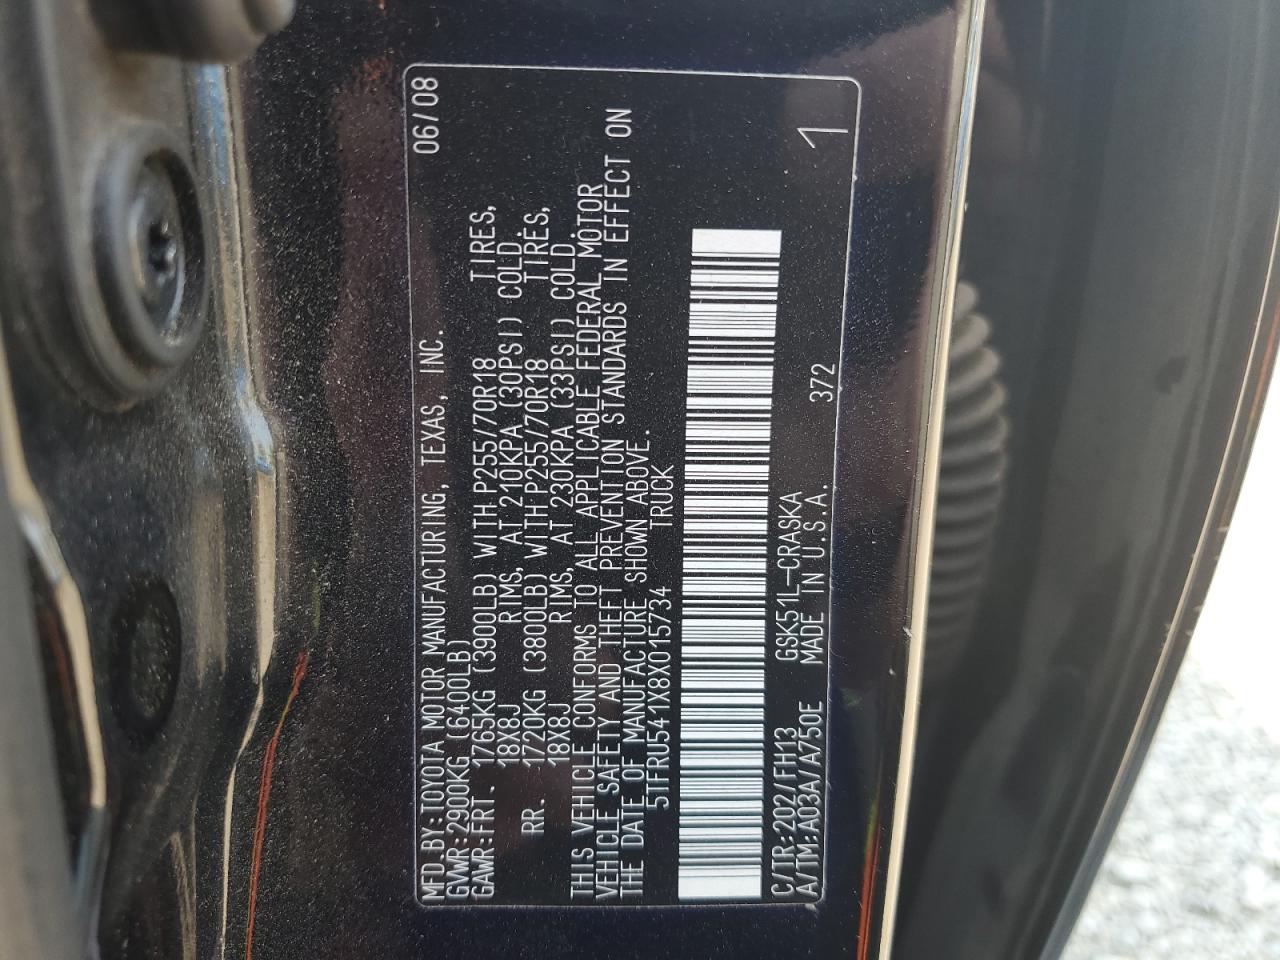 MFD.BY:TOYOTA MOTOR MANUFACTURING, TEXAS, INC. 06/08
GVWR:2900KG (6400LB)
GAWR:FRT. 1765KG (3900LB) WITH P255/70R18 TIRES,
18X8J RIMS, AT 210KPA (30PSI) COLD.
RR. 1720KG (3800LB) WITH P255/70R18 TIRES,
18X8J RIMS, AT 230KPA (33PSI) COLD.
THIS VEHICLE CONFORMS TO ALL APPLICABLE FEDERAL MOTOR
VEHICLE SAFETY AND THEFT PREVENTION STANDARDS IN EFFECT ON
THE DATE OF MANUFACTURE SHOWN ABOVE.
5TFRU541X8X015734 TRUCK
C/TR:202/FH13 GSK51L-CRASKA
A/TM:A03A/A750E MADE IN U.S.A. 372 1